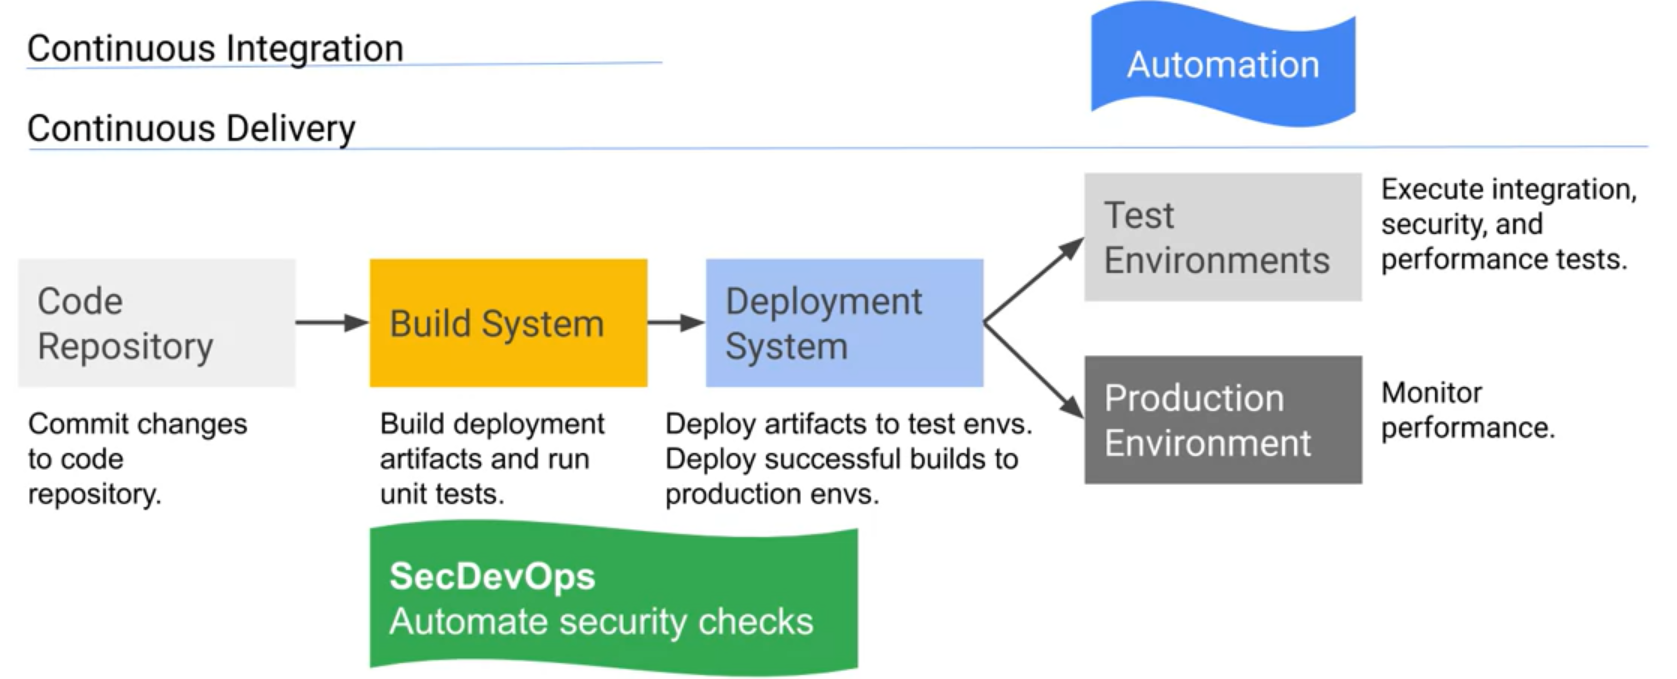 Continuous Integration
Automation
Continuous Delivery
Code
Repository
Commit changes
to code
repository.
Build System
Build deployment
artifacts and run
unit tests.
Deployment
System
Deploy artifacts to test envs.
Deploy successful builds to
production envs.
Test
Environments
Execute integration,
security, and
performance tests.
Production
Environment
Monitor
performance.
SecDevOps
Automate security checks